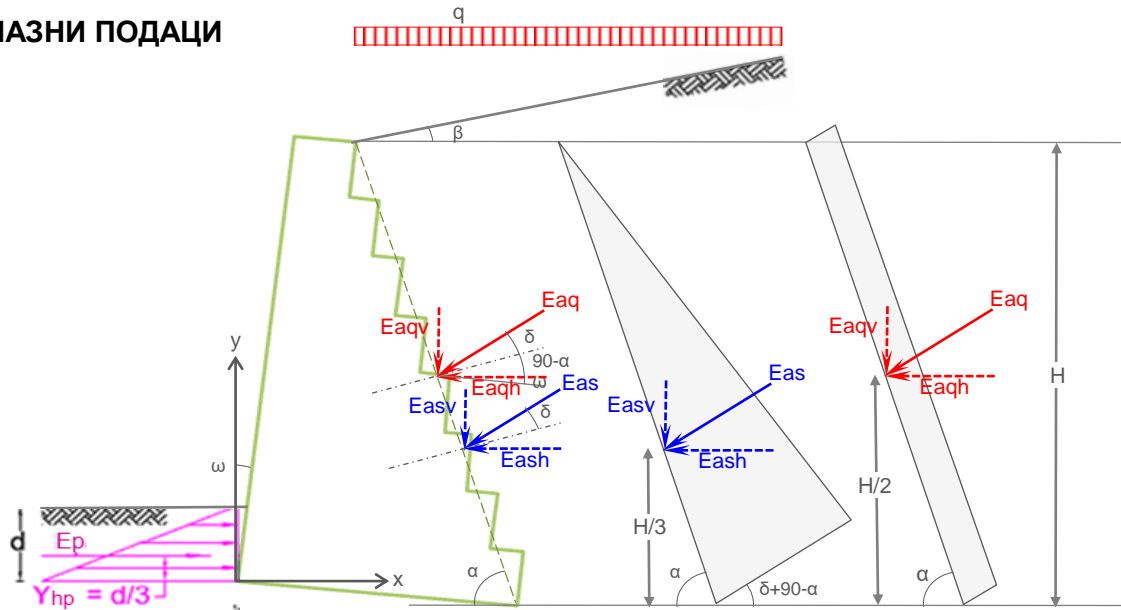 ЛАЗНИ ПОДАЦИ
q
β
Eaq
Eaqv
δ
90-α
Eaqh
ω
Eas
Easv
δ
Eash
Eas
Easv
Eash
Eaq
Eaqv
Eaqh
H
H/2
H/3
y
x
ω
d
Ep
Yhp = d/3
α
α
δ+90-α
α